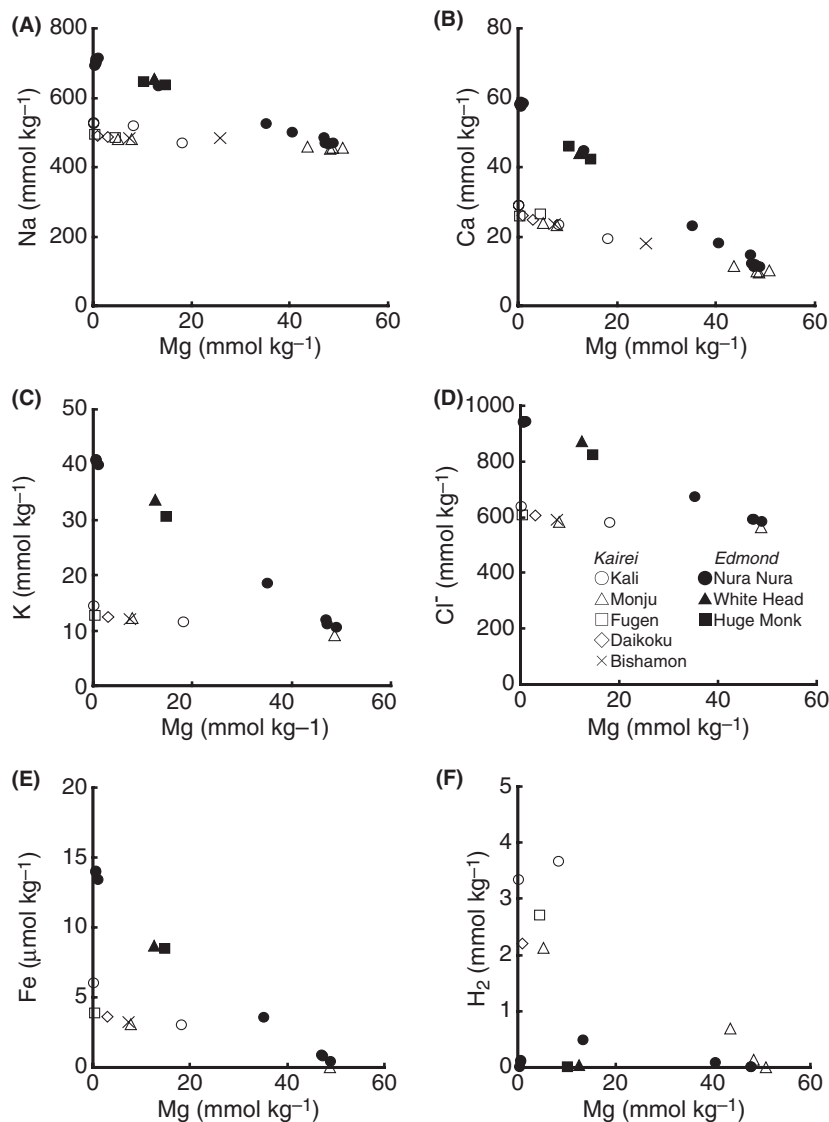 (A)
800
600
400
200
0
Na (mmol kg–1)
0 20 40 60
Mg (mmol kg–1)
(B)
80
60
40
20
0
Ca (mmol kg–1)
0 20 40 60
Mg (mmol kg–1)
(C)
50
40
30
20
10
0
K (mmol kg–1)
0 20 40 60
Mg (mmol kg–1)
(D)
1000
800
600
400
200
0
Cl⁻ (mmol kg–1)
0 20 40 60
Mg (mmol kg–1)
Kairei Edmond
Kali Nura Nura
Monju White Head
Fugen Huge Monk
Daikoku
Bishamon
(E)
20
15
10
5
0
Fe (μmol kg–1)
0 20 40 60
Mg (mmol kg–1)
(F)
5
4
3
2
1
0
H2 (mmol kg–1)
0 20 40 60
Mg (mmol kg–1)